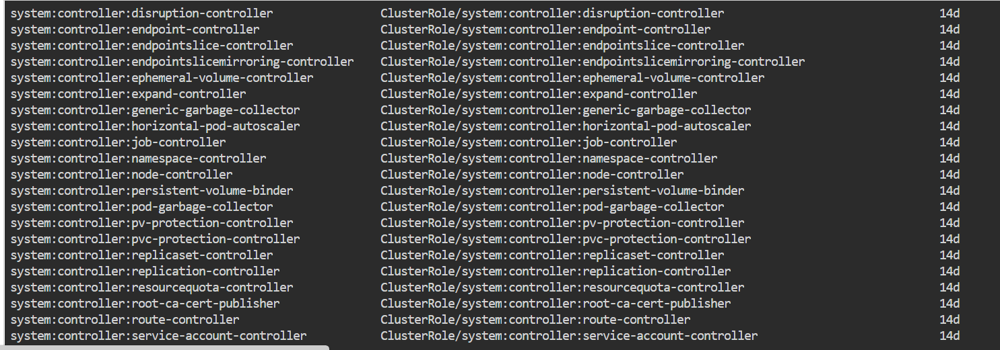 system:controller:disruption-controller ClusterRole/system:controller:disruption-controller 14d
system:controller:endpoint-controller ClusterRole/system:controller:endpoint-controller 14d
system:controller:endpointslice-controller ClusterRole/system:controller:endpointslice-controller 14d
system:controller:endpointslicemirroring-controller ClusterRole/system:controller:endpointslicemirroring-controller 14d
system:controller:ephemeral-volume-controller ClusterRole/system:controller:ephemeral-volume-controller 14d
system:controller:expand-controller ClusterRole/system:controller:expand-controller 14d
system:controller:generic-garbage-collector ClusterRole/system:controller:generic-garbage-collector 14d
system:controller:horizontal-pod-autoscaler ClusterRole/system:controller:horizontal-pod-autoscaler 14d
system:controller:job-controller ClusterRole/system:controller:job-controller 14d
system:controller:namespace-controller ClusterRole/system:controller:namespace-controller 14d
system:controller:node-controller ClusterRole/system:controller:node-controller 14d
system:controller:persistent-volume-binder ClusterRole/system:controller:persistent-volume-binder 14d
system:controller:pod-garbage-collector ClusterRole/system:controller:pod-garbage-collector 14d
system:controller:pv-protection-controller ClusterRole/system:controller:pv-protection-controller 14d
system:controller:pvc-protection-controller ClusterRole/system:controller:pvc-protection-controller 14d
system:controller:replicaset-controller ClusterRole/system:controller:replicaset-controller 14d
system:controller:replication-controller ClusterRole/system:controller:replication-controller 14d
system:controller:resourcequota-controller ClusterRole/system:controller:resourcequota-controller 14d
system:controller:root-ca-cert-publisher ClusterRole/system:controller:root-ca-cert-publisher 14d
system:controller:route-controller ClusterRole/system:controller:route-controller 14d
system:controller:service-account-controller ClusterRole/system:controller:service-account-controller 14d